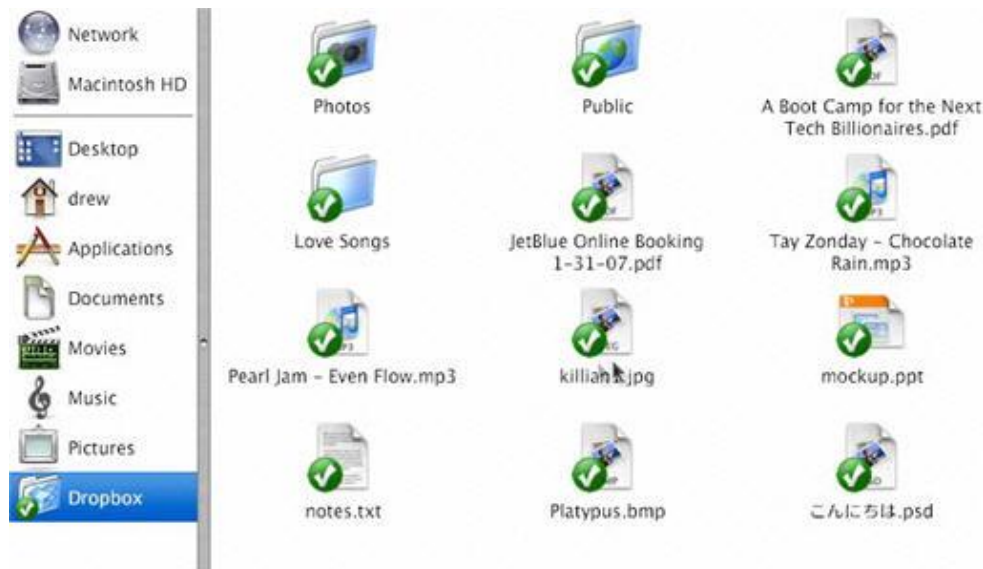 Network
Macintosh HD
Desktop
drew
Applications
Documents
Movies
Music
Pictures
Dropbox
Photos
Public
A Boot Camp for the Next
Tech Billionaires.pdf
Love Songs
JetBlue Online Booking
1-31-07.pdf
Tay Zonday - Chocolate
Rain.mp3
Pearl Jam - Even Flow.mp3
mockup.ppt
notes.txt
Platypus.bmp
こんにちは.psd